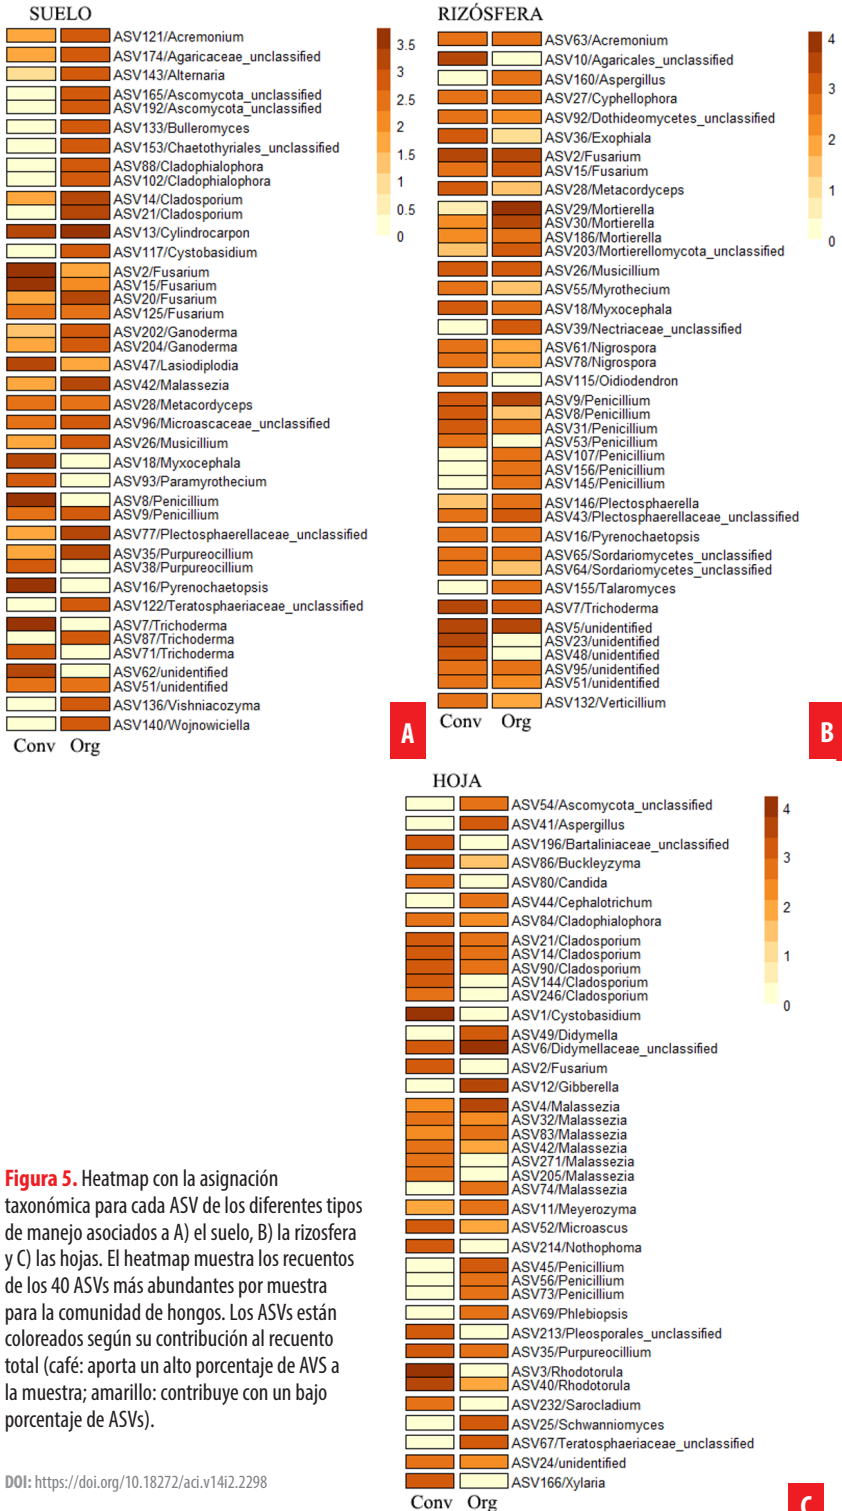 SUELO
ASV121/Acremonium
ASV174/Agaricaceae_unclassified
ASV143/Alternaria
ASV165/Ascomycota_unclassified
ASV192/Ascomycota_unclassified
ASV133/Bulleromyces
ASV153/Chaetothyriales_unclassified
ASV88/Cladophialophora
ASV102/Cladophialophora
ASV14/Cladosporium
ASV21/Cladosporium
ASV13/Cylindrocarpon
ASV117/Cystobasidium
ASV2/Fusarium
ASV15/Fusarium
ASV20/Fusarium
ASV125/Fusarium
ASV202/Ganoderma
ASV204/Ganoderma
ASV47/Lasiodiplodia
ASV42/Malassezia
ASV28/Metacordyceps
ASV96/Microascaceae_unclassified
ASV26/Musicillium
ASV18/Myxocephala
ASV93/Paramyrothecium
ASV8/Penicillium
ASV9/Penicillium
ASV77/Plectosphaerellaceae_unclassified
ASV35/Purpureocillium
ASV38/Purpureocillium
ASV16/Pyrenochaetopsis
ASV122/Teratosphaeriaceae_unclassified
ASV7/Trichoderma
ASV87/Trichoderma
ASV71/Trichoderma
ASV62/unidentified
ASV51/unidentified
ASV136/Vishniacozyma
ASV140/Wojnowiciella
Conv Org
3.5
3
2.5
2
1.5
1
0.5
0
A
RIZÓSFERA
ASV63/Acremonium
ASV10/Agaricales_unclassified
ASV160/Aspergillus
ASV27/Cyphellophora
ASV92/Dothideomycetes_unclassified
ASV36/Exophiala
ASV2/Fusarium
ASV15/Fusarium
ASV28/Metacordyceps
ASV29/Mortierella
ASV30/Mortierella
ASV186/Mortierella
ASV203/Mortierellomycota_unclassified
ASV26/Musicillium
ASV55/Myrothecium
ASV18/Myxocephala
ASV39/Nectriaceae_unclassified
ASV61/Nigrospora
ASV78/Nigrospora
ASV115/Oidiodendron
ASV9/Penicillium
ASV8/Penicillium
ASV31/Penicillium
ASV53/Penicillium
ASV107/Penicillium
ASV156/Penicillium
ASV145/Penicillium
ASV146/Plectosphaerella
ASV43/Plectosphaerellaceae_unclassified
ASV16/Pyrenochaetopsis
ASV65/Sordariomycetes_unclassified
ASV64/Sordariomycetes_unclassified
ASV155/Talaromyces
ASV7/Trichoderma
ASV5/unidentified
ASV23/unidentified
ASV48/unidentified
ASV95/unidentified
ASV51/unidentified
ASV132/Verticillium
Conv Org
4
3
2
1
0
B
HOJA
ASV54/Ascomycota_unclassified
ASV41/Aspergillus
ASV196/Bartaliniaceae_unclassified
ASV86/Buckleyzyma
ASV80/Candida
ASV44/Cephalotrichum
ASV84/Cladophialophora
ASV21/Cladosporium
ASV14/Cladosporium
ASV90/Cladosporium
ASV144/Cladosporium
ASV246/Cladosporium
ASV1/Cystobasidium
ASV49/Didymella
ASV6/Didymellaceae_unclassified
ASV2/Fusarium
ASV12/Gibberella
ASV4/Malassezia
ASV32/Malassezia
ASV83/Malassezia
ASV42/Malassezia
ASV271/Malassezia
ASV205/Malassezia
ASV74/Malassezia
ASV11/Meyerozyma
ASV52/Microascus
ASV214/Nothophoma
ASV45/Penicillium
ASV56/Penicillium
ASV73/Penicillium
ASV69/Phlebiopsis
ASV213/Pleosporales_unclassified
ASV35/Purpureocillium
ASV3/Rhodotorula
ASV40/Rhodotorula
ASV232/Sarocladium
ASV25/Schwanniomyces
ASV67/Teratosphaeriaceae_unclassified
ASV24/unidentified
ASV166/Xylaria
Conv Org
4
3
2
1
0
C
Figura 5. Heatmap con la asignación
taxonómica para cada ASV de los diferentes tipos
de manejo asociados a A) el suelo, B) la rizosfera
y C) las hojas. El heatmap muestra los recuentos
de los 40 ASVs más abundantes por muestra
para la comunidad de hongos. Los ASVs están
coloreados según su contribución al recuento
total (café: aporta un alto porcentaje de AVS a
la muestra; amarillo: contribuye con un bajo
porcentaje de ASVs).
DOI: https://doi.org/10.18272/aci.v14i2.2298